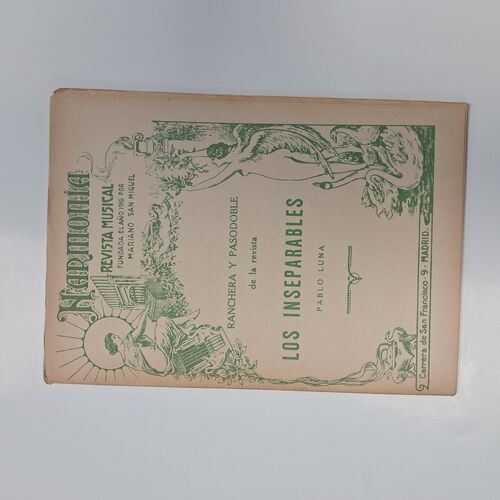 HARMONÍA
REVISTA MUSICAL
FUNDADA EL AÑO 1916 POR
MARIANO SAN MIGUEL
RANCHERA Y PASODOBLE
de la revista
LOS INSEPARABLES
PABLO LUNA
Carrera de San Francisco - 9 - MADRID.